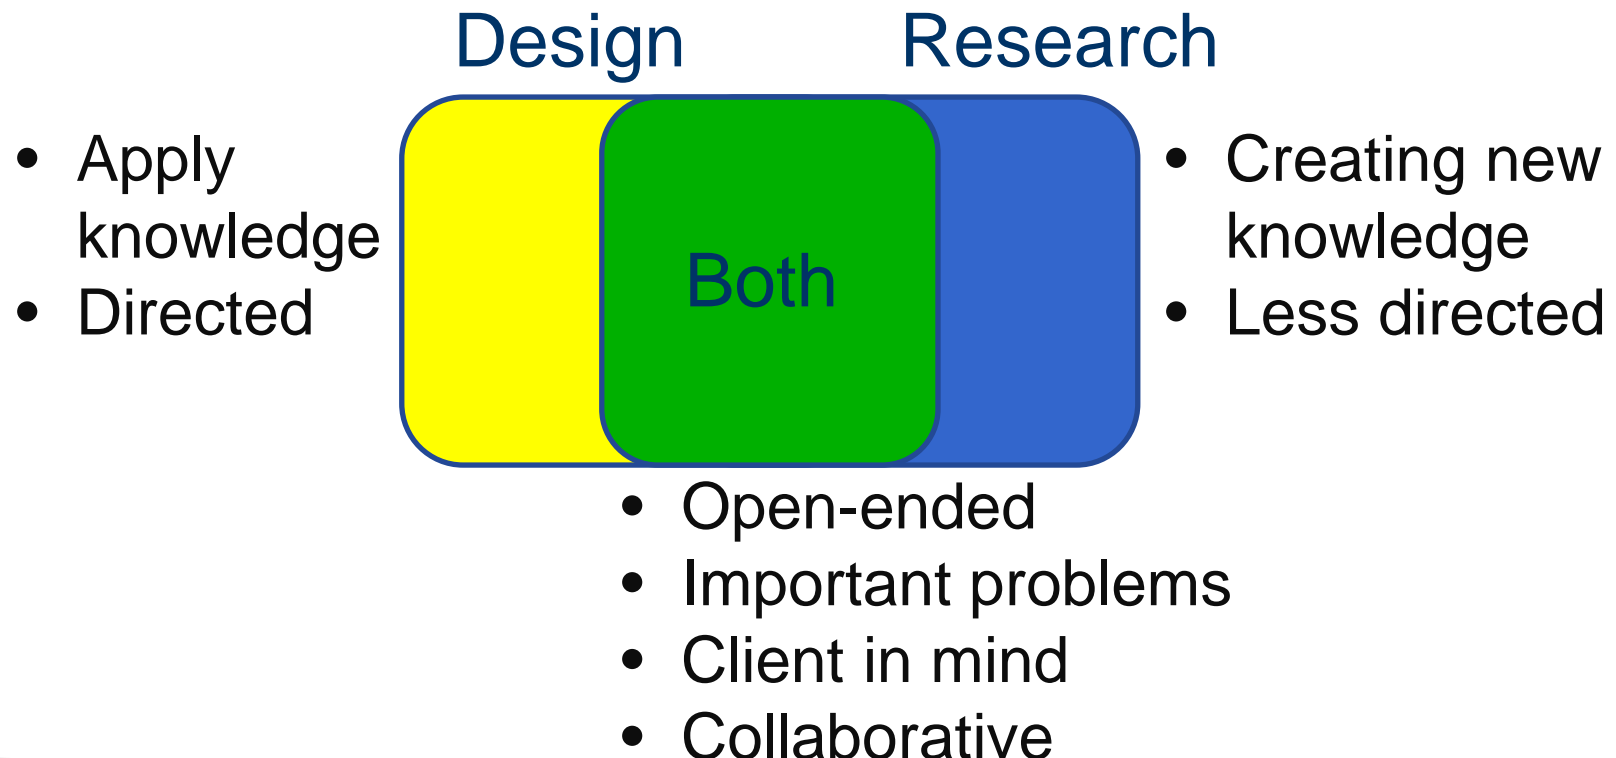 Design
Research
• Apply
knowledge
• Directed
Both
• Creating new
knowledge
• Less directed
• Open-ended
• Important problems
• Client in mind
• Collaborative